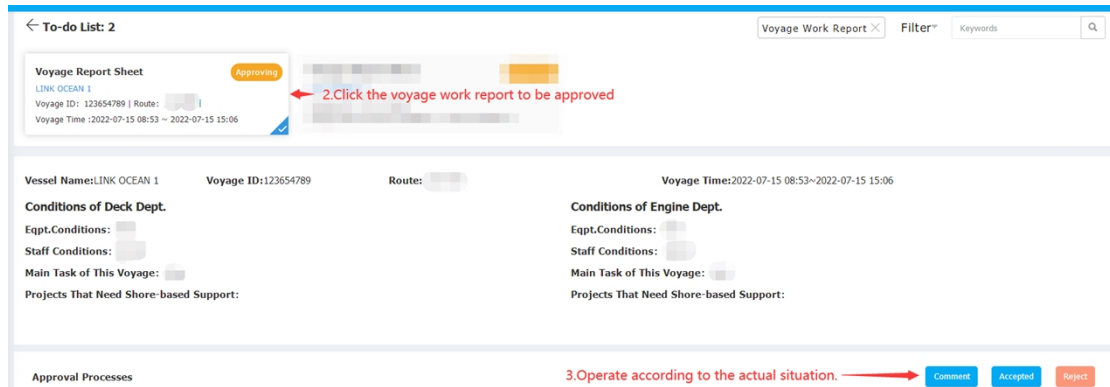 To-do List: 2
Voyage Work Report
Filter
Keywords
Voyage Report Sheet
Approving
LINK OCEAN 1
Voyage ID: 123654789 | Route:
Voyage Time :2022-07-15 08:53 ~ 2022-07-15 15:06
2.Click the voyage work report to be approved
Vessel Name:LINK OCEAN 1 Voyage ID:123654789 Route: Voyage Time:2022-07-15 08:53~2022-07-15 15:06
Conditions of Deck Dept.
Eqpt.Conditions:
Staff Conditions:
Main Task of This Voyage:
Projects That Need Shore-based Support:
Conditions of Engine Dept.
Eqpt.Conditions:
Staff Conditions:
Main Task of This Voyage:
Projects That Need Shore-based Support:
Approval Processes
3.Operate according to the actual situation.
Comment
Accepted
Reject